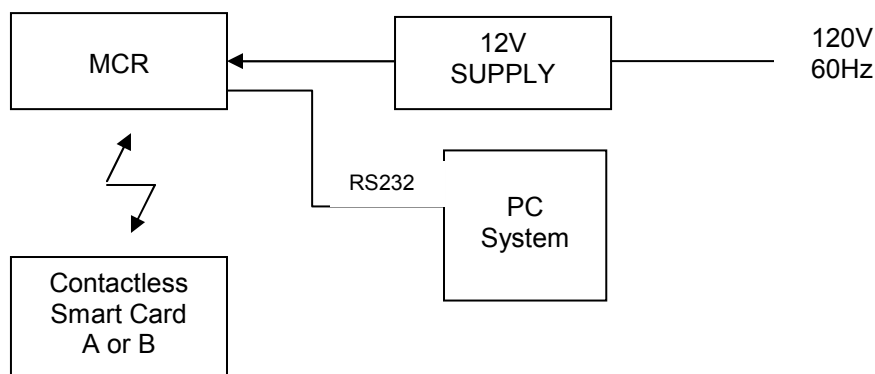 MCR
12V
SUPPLY
120V
60Hz
RS232
PC
System
Contactless
Smart Card
A or B